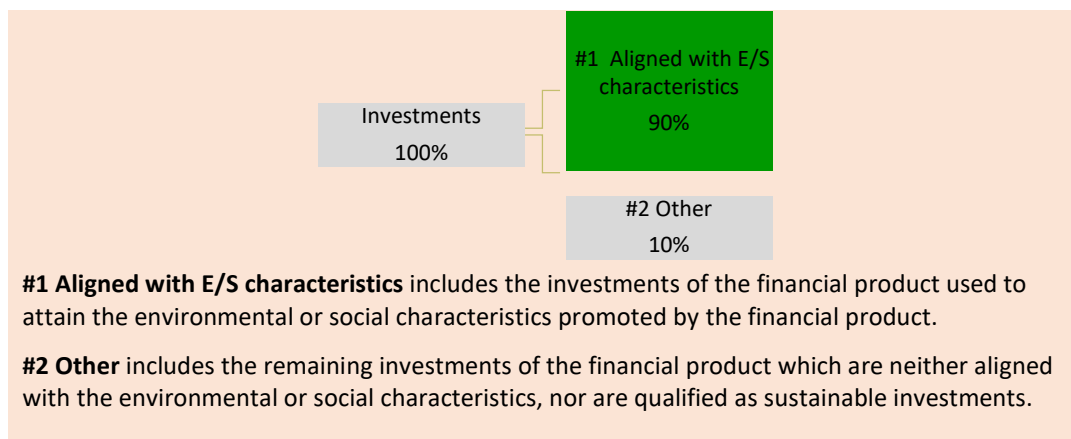 #1 Aligned with E/S
characteristics
90%
Investments
100%
#2 Other
10%
#1 Aligned with E/S characteristics includes the investments of the financial product used to
attain the environmental or social characteristics promoted by the financial product.
#2 Other includes the remaining investments of the financial product which are neither aligned
with the environmental or social characteristics, nor are qualified as sustainable investments.